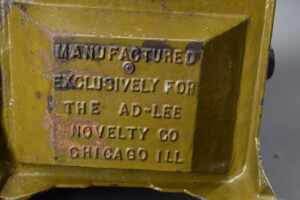 MANUFACTURED
EXCLUSIVELY FOR
THE AD-LEE
NOVELTY CO
CHICAGO ILL